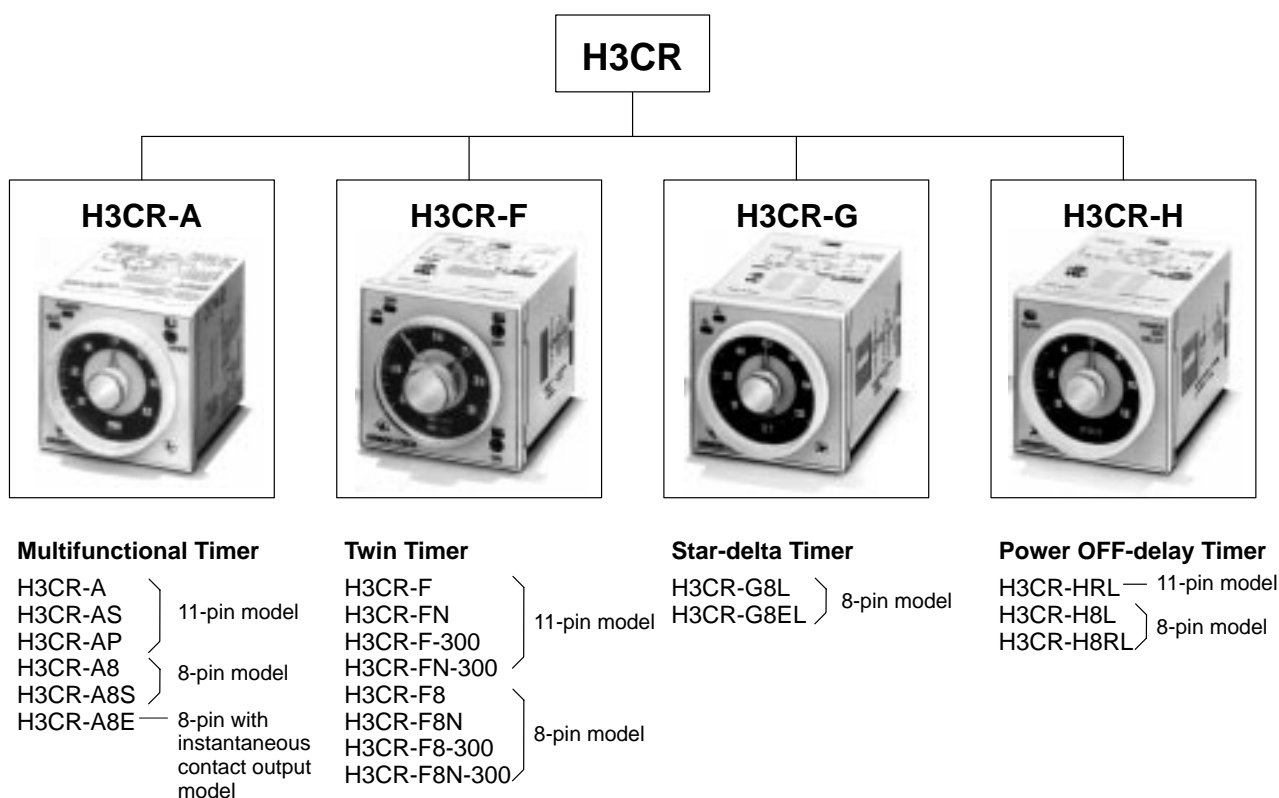 H3CR
H3CR-A
H3CR-F
H3CR-G
H3CR-H
Multifunctional Timer
H3CR-A
H3CR-AS
H3CR-AP
11-pin model
H3CR-A8
H3CR-A8S
8-pin model
H3CR-A8E
8-pin with
instantaneous
contact output
model
Twin Timer
H3CR-F
H3CR-FN
H3CR-F-300
H3CR-FN-300
11-pin model
H3CR-F8
H3CR-F8N
H3CR-F8-300
H3CR-F8N-300
8-pin model
Star-delta Timer
H3CR-G8L
H3CR-G8EL
8-pin model
Power OFF-delay Timer
H3CR-HRL
11-pin model
H3CR-H8L
H3CR-H8RL
8-pin model